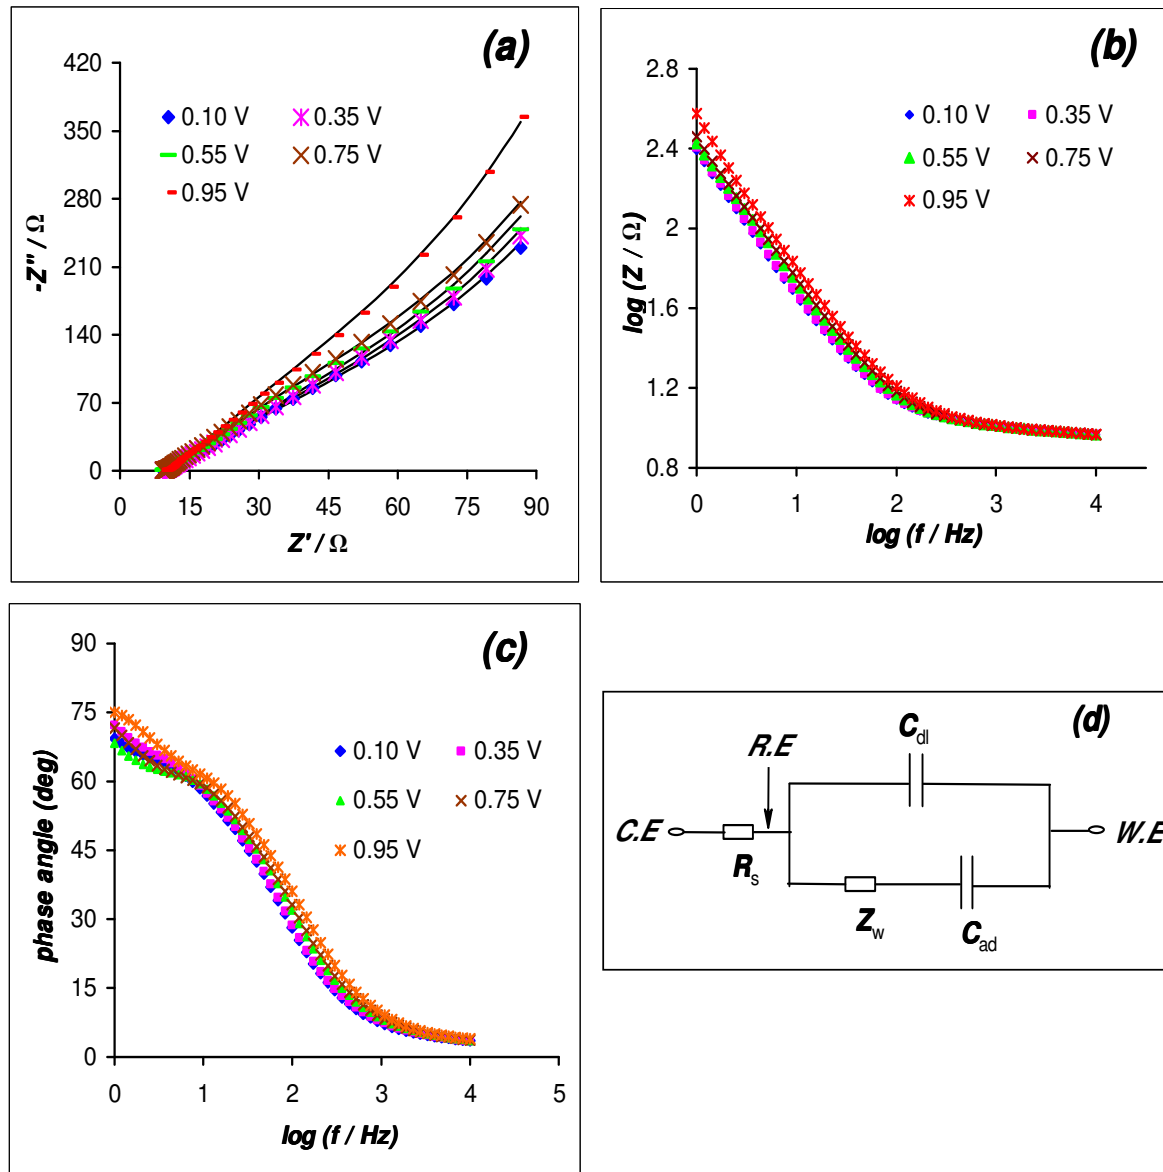 (a)
420
350
280
210
140
70
0
-Z'' / Ω
0 15 30 45 60 75 90
Z' / Ω
0.10 V 0.35 V
0.55 V 0.75 V
0.95 V
(b)
2.8
2.4
2
1.6
1.2
0.8
log (Z / Ω)
0 1 2 3 4
log (f / Hz)
0.10 V 0.35 V
0.55 V 0.75 V
0.95 V
(c)
90
75
60
45
30
15
0
phase angle (deg)
0 1 2 3 4 5
log (f / Hz)
0.10 V 0.35 V
0.55 V 0.75 V
0.95 V
(d)
Cdl
R.E
C.E
W.E
Rs
Zw
Cad